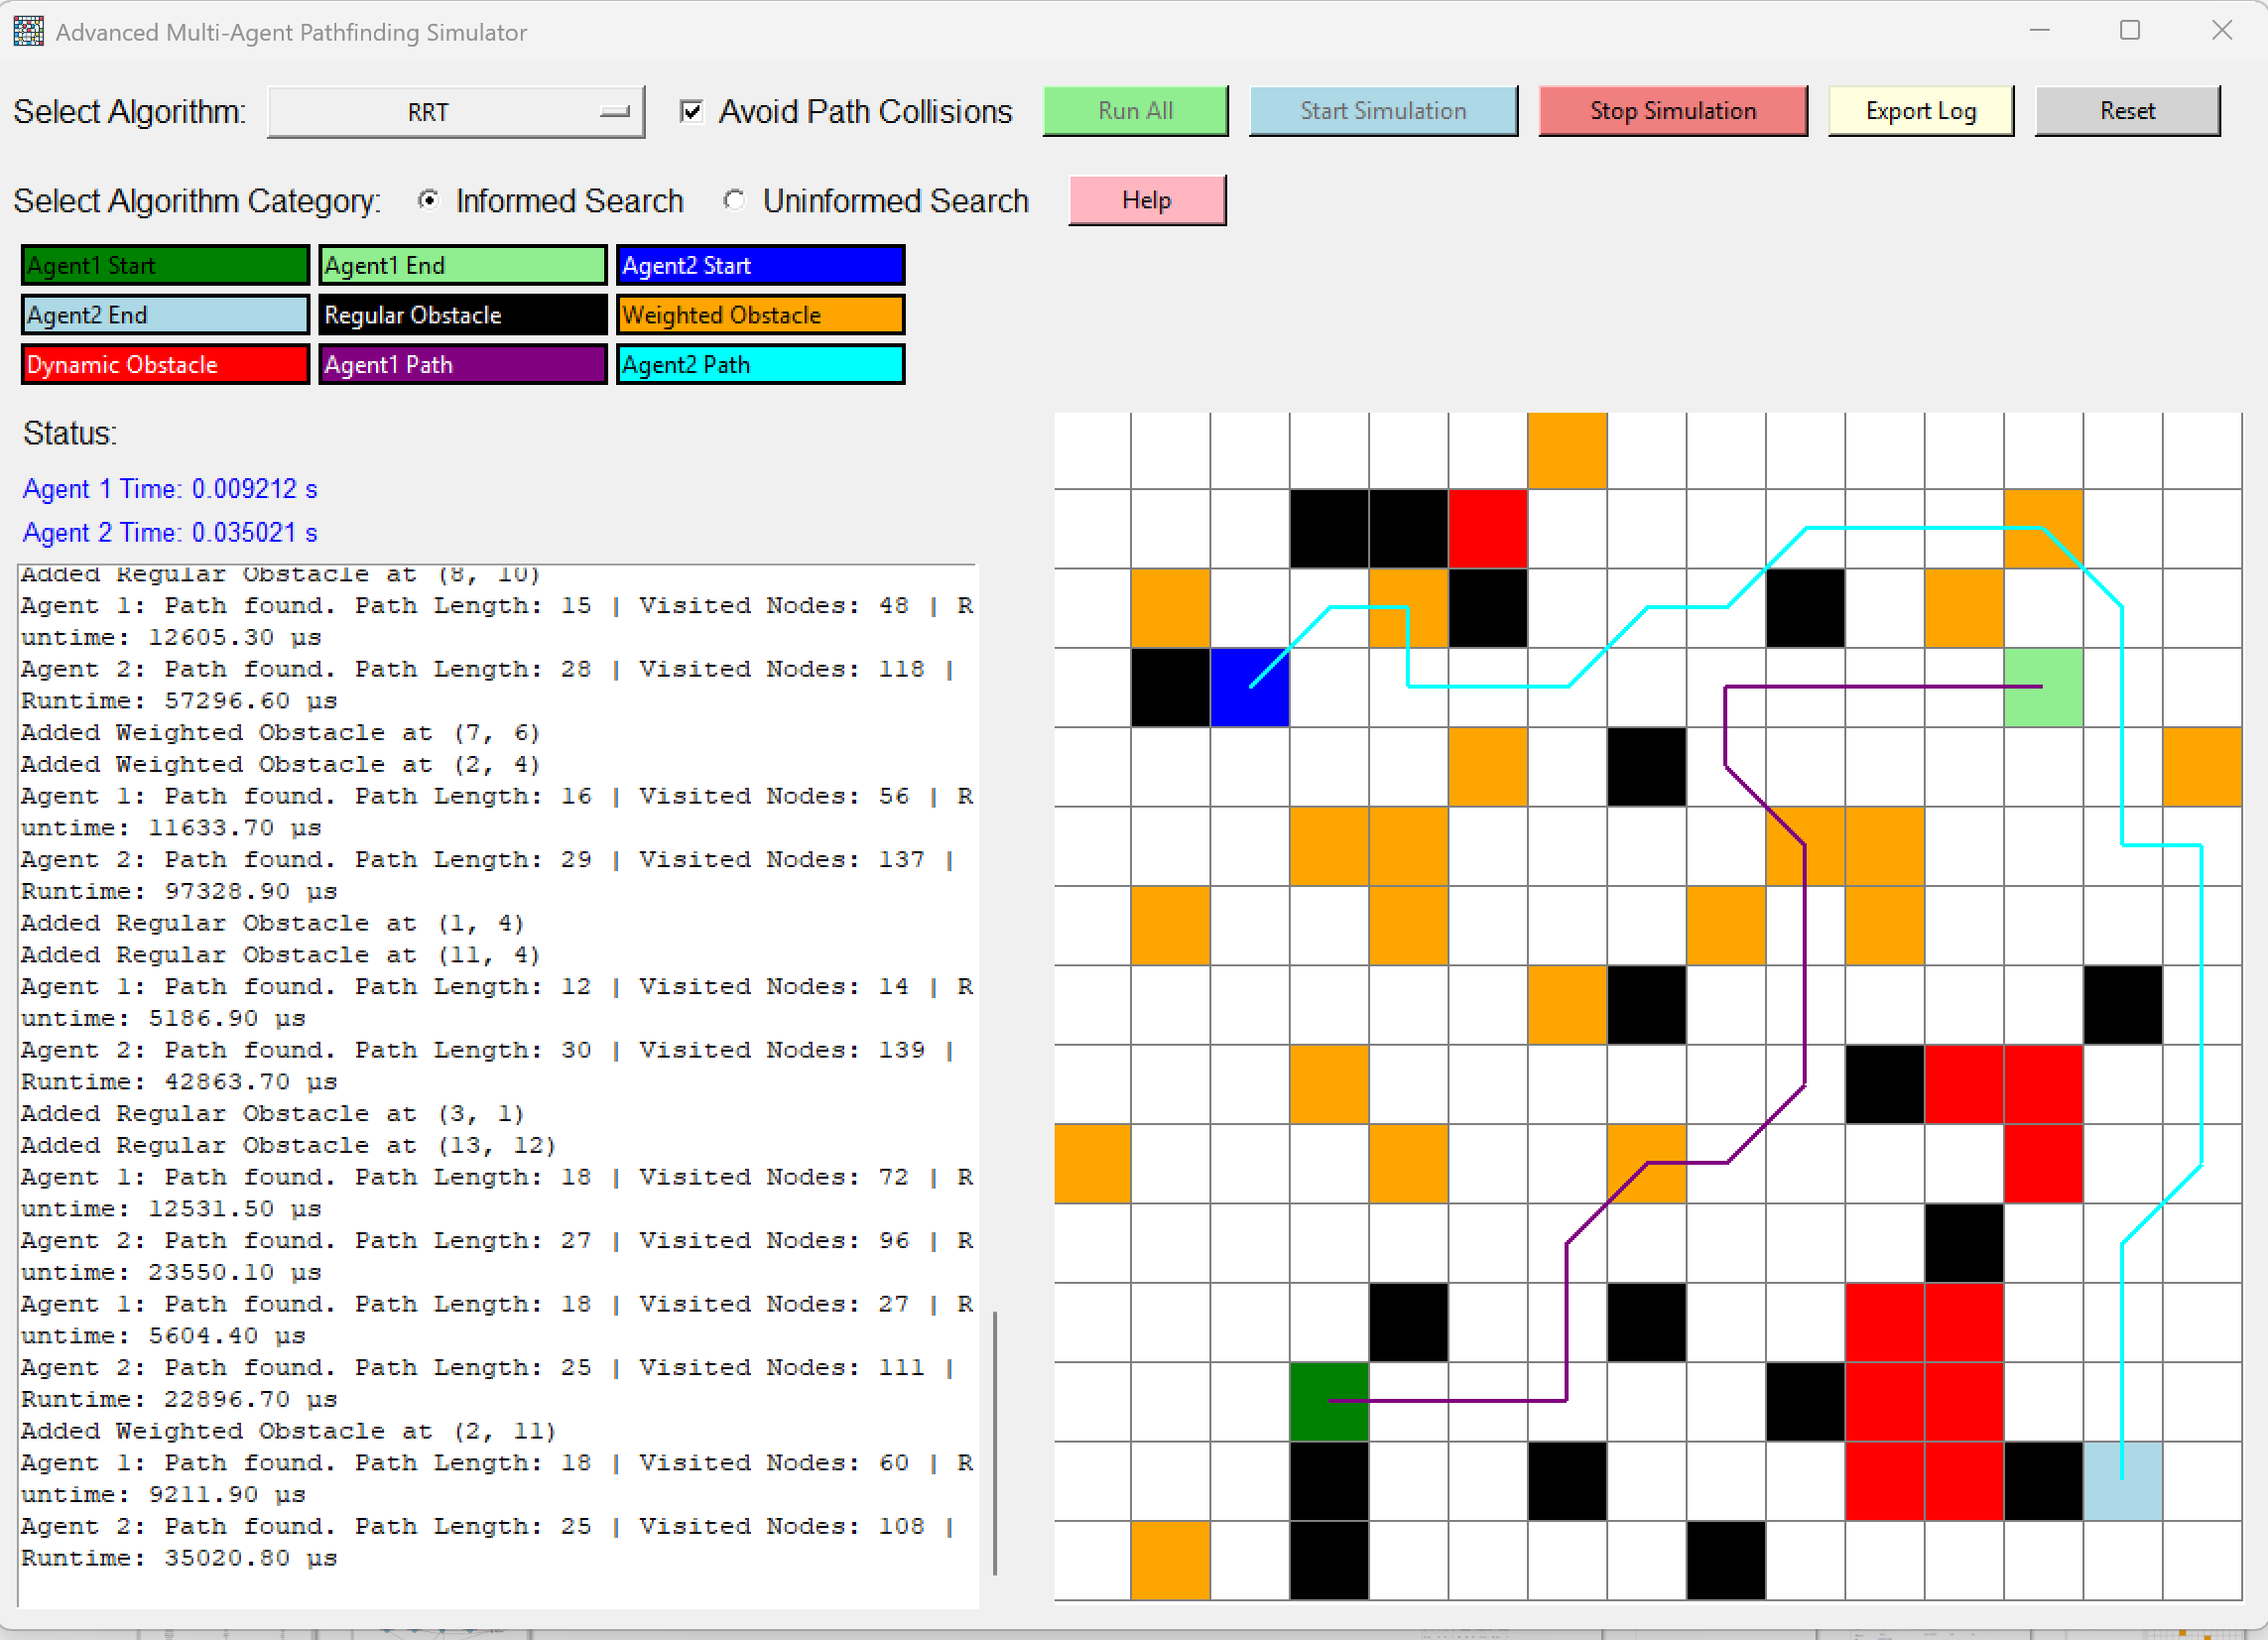 Advanced Multi-Agent Pathfinding Simulator
Select Algorithm: RRT Avoid Path Collisions Run All Start Simulation Stop Simulation Export Log Reset
Select Algorithm Category: Informed Search Uninformed Search Help
Agent1 Start Agent1 End Agent2 Start
Agent2 End Regular Obstacle Weighted Obstacle
Dynamic Obstacle Agent1 Path Agent2 Path
Status:
Agent 1 Time: 0.009212 s
Agent 2 Time: 0.035021 s
Added Regular Obstacle at (8, 10)
Agent 1: Path found. Path Length: 15 | Visited Nodes: 48 | R
untime: 12605.30 µs
Agent 2: Path found. Path Length: 28 | Visited Nodes: 118 |
Runtime: 57296.60 µs
Added Weighted Obstacle at (7, 6)
Added Weighted Obstacle at (2, 4)
Agent 1: Path found. Path Length: 16 | Visited Nodes: 56 | R
untime: 11633.70 µs
Agent 2: Path found. Path Length: 29 | Visited Nodes: 137 |
Runtime: 97328.90 µs
Added Regular Obstacle at (1, 4)
Added Regular Obstacle at (11, 4)
Agent 1: Path found. Path Length: 12 | Visited Nodes: 14 | R
untime: 5186.90 µs
Agent 2: Path found. Path Length: 30 | Visited Nodes: 139 |
Runtime: 42863.70 µs
Added Regular Obstacle at (3, 1)
Added Regular Obstacle at (13, 12)
Agent 1: Path found. Path Length: 18 | Visited Nodes: 72 | R
untime: 12531.50 µs
Agent 2: Path found. Path Length: 27 | Visited Nodes: 96 | R
untime: 23550.10 µs
Agent 1: Path found. Path Length: 18 | Visited Nodes: 27 | R
untime: 5604.40 µs
Agent 2: Path found. Path Length: 25 | Visited Nodes: 111 |
Runtime: 22896.70 µs
Added Weighted Obstacle at (2, 11)
Agent 1: Path found. Path Length: 18 | Visited Nodes: 60 | R
untime: 9211.90 µs
Agent 2: Path found. Path Length: 25 | Visited Nodes: 108 |
Runtime: 35020.80 µs